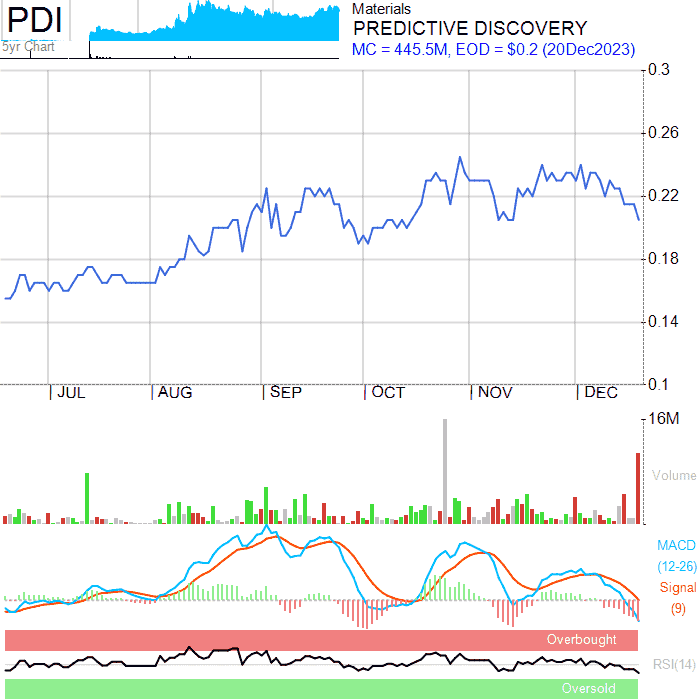 PDI
5yr Chart
Materials
PREDICTIVE DISCOVERY
MC = 445.5M, EOD = $0.2 (20Dec2023)
0.3
0.26
0.22
0.18
0.14
0.1
JUL AUG SEP OCT NOV DEC
16M
Volume
MACD
(12-26)
Signal
(9)
Overbought
RSI(14)
Oversold